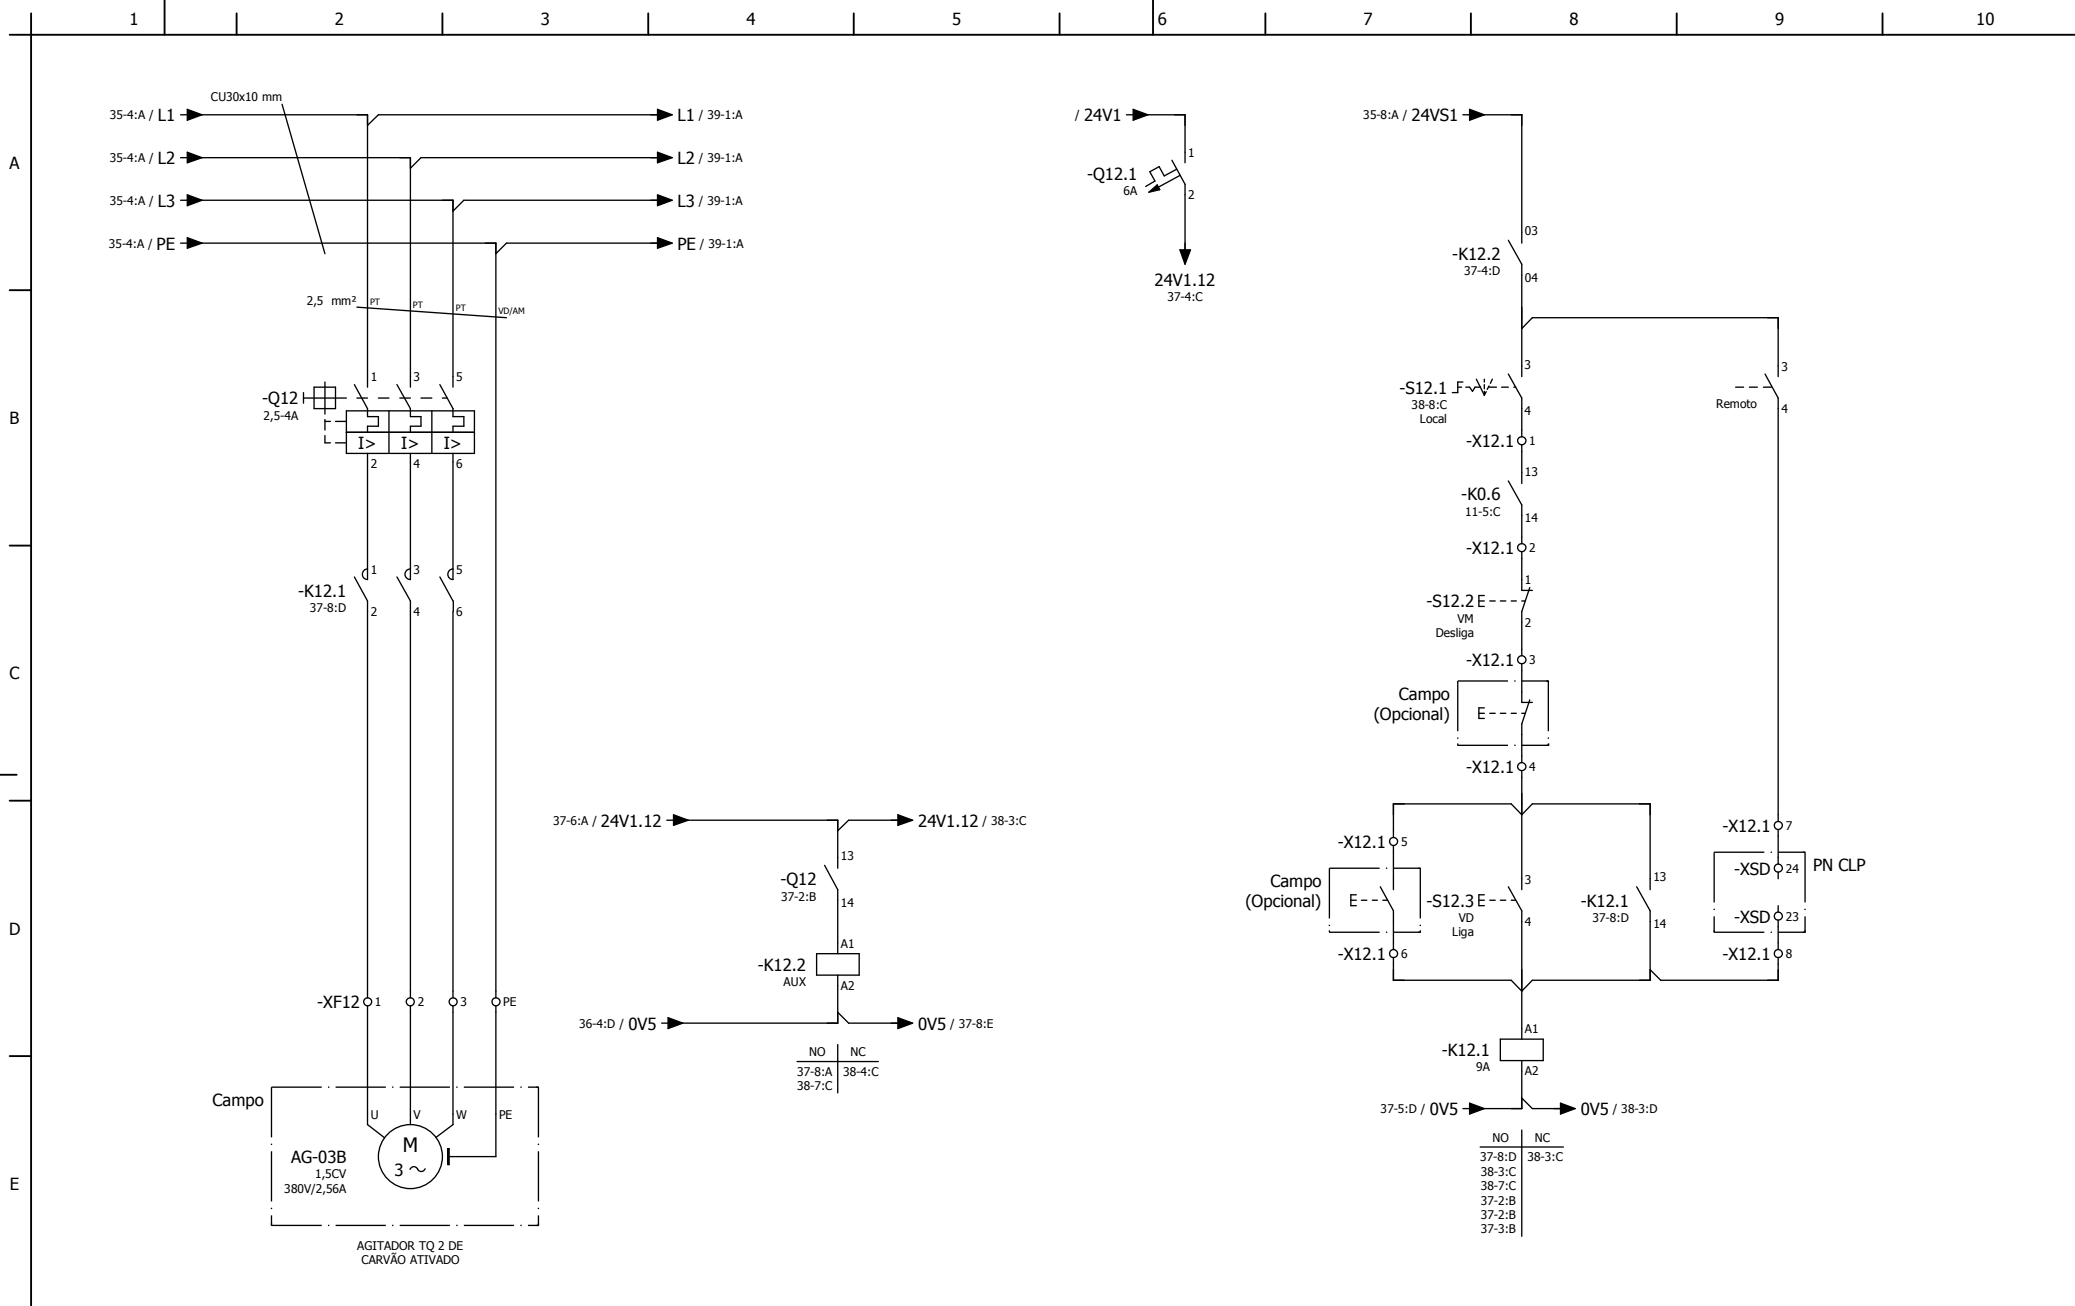 1 2 3 4 5 6 7 8 9 10
A
B
C
D
E
CU30x10 mm
35-4:A / L1
L1 / 39-1:A
35-4:A / L2
L2 / 39-1:A
35-4:A / L3
L3 / 39-1:A
35-4:A / PE
PE / 39-1:A
2,5 mm² PT PT PT VD/AM
1 3 5
-Q12
2,5-4A
I> I> I>
2 4 6
1 3 5
-K12.1
37-8:D
2 4 6
-XF12 1 2 3 PE
Campo
U V W PE
AG-03B
1,5CV
380V/2,56A
M
3 ~
AGITADOR TQ 2 DE
CARVÃO ATIVADO
37-6:A / 24V1.12
24V1.12 / 38-3:C
13
-Q12
37-2:B
14
A1
-K12.2
AUX
A2
36-4:D / 0V5
0V5 / 37-8:E
NO NC
37-8:A 38-4:C
38-7:C
/ 24V1
1
-Q12.1
6A
2
24V1.12
37-4:C
35-8:A / 24VS1
03
-K12.2
37-4:D
04
3
-S12.1
38-8:C
Local
4
3
Remoto
4
-X12.1 1
13
-K0.6
11-5:C
14
-X12.1 2
1
-S12.2 E
VM
Desliga
2
-X12.1 3
Campo
(Opcional)
E
-X12.1 4
-X12.1 5
Campo
(Opcional)
E
-X12.1 6
3
-S12.3 E
VD
Liga
4
13
-K12.1
37-8:D
14
-X12.1 7
PN CLP
-XSD 24
-XSD 23
-X12.1 8
A1
-K12.1
9A
A2
37-5:D / 0V5
0V5 / 38-3:D
NO NC
37-8:D 38-3:C
38-3:C
38-7:C
37-2:B
37-2:B
37-3:B